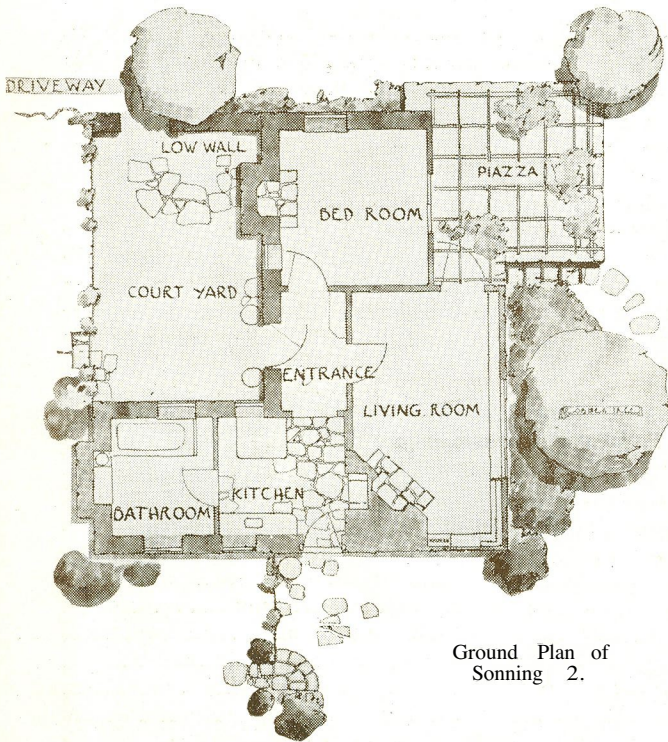 DRIVEWAY
LOW WALL
PIAZZA
BED ROOM
COURT YARD
ENTRANCE
LIVING ROOM
KITCHEN
BATHROOM
Ground Plan of
Sonning 2.